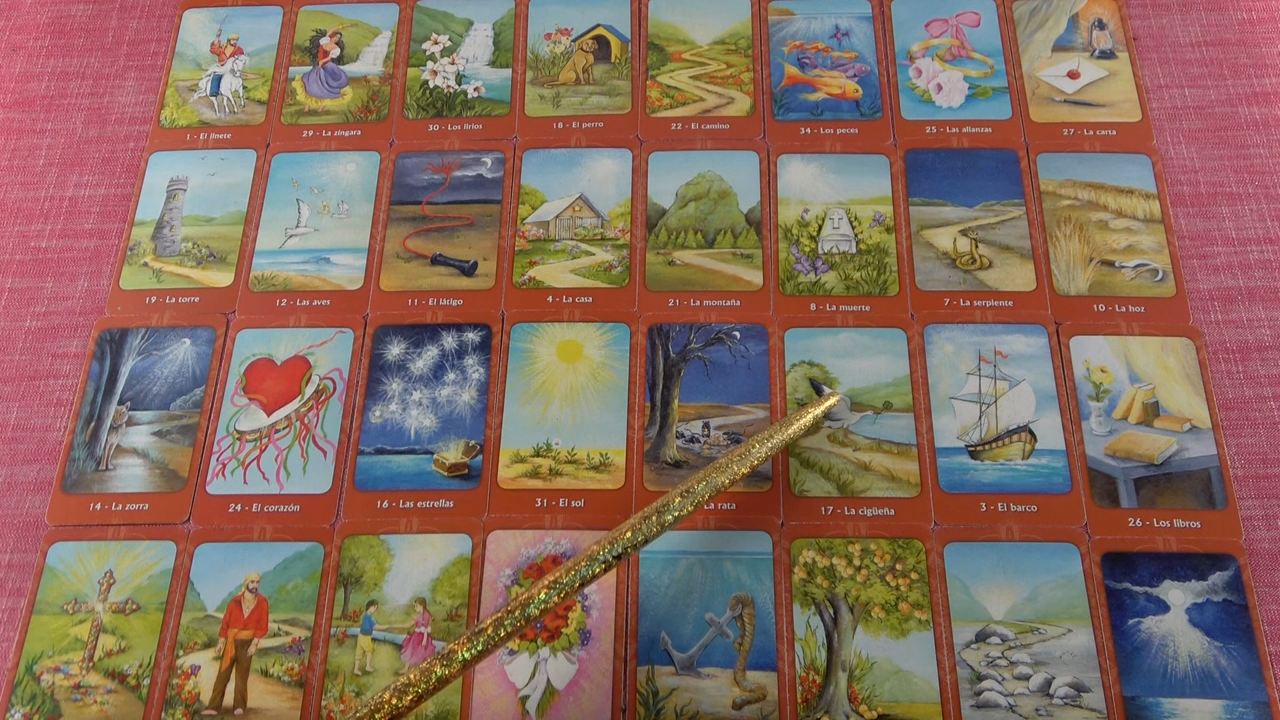 1 - El jinete
29 - La zíngara
30 - Los lirios
18 - El perro
22 - El camino
34 - Los peces
25 - Las alianzas
27 - La carta
19 - La torre
12 - Las aves
11 - El látigo
4 - La casa
21 - La montaña
8 - La muerte
7 - La serpiente
10 - La hoz
14 - La zorra
24 - El corazón
16 - Las estrellas
31 - El sol
La rata
17 - La cigüeña
3 - El barco
26 - Los libros